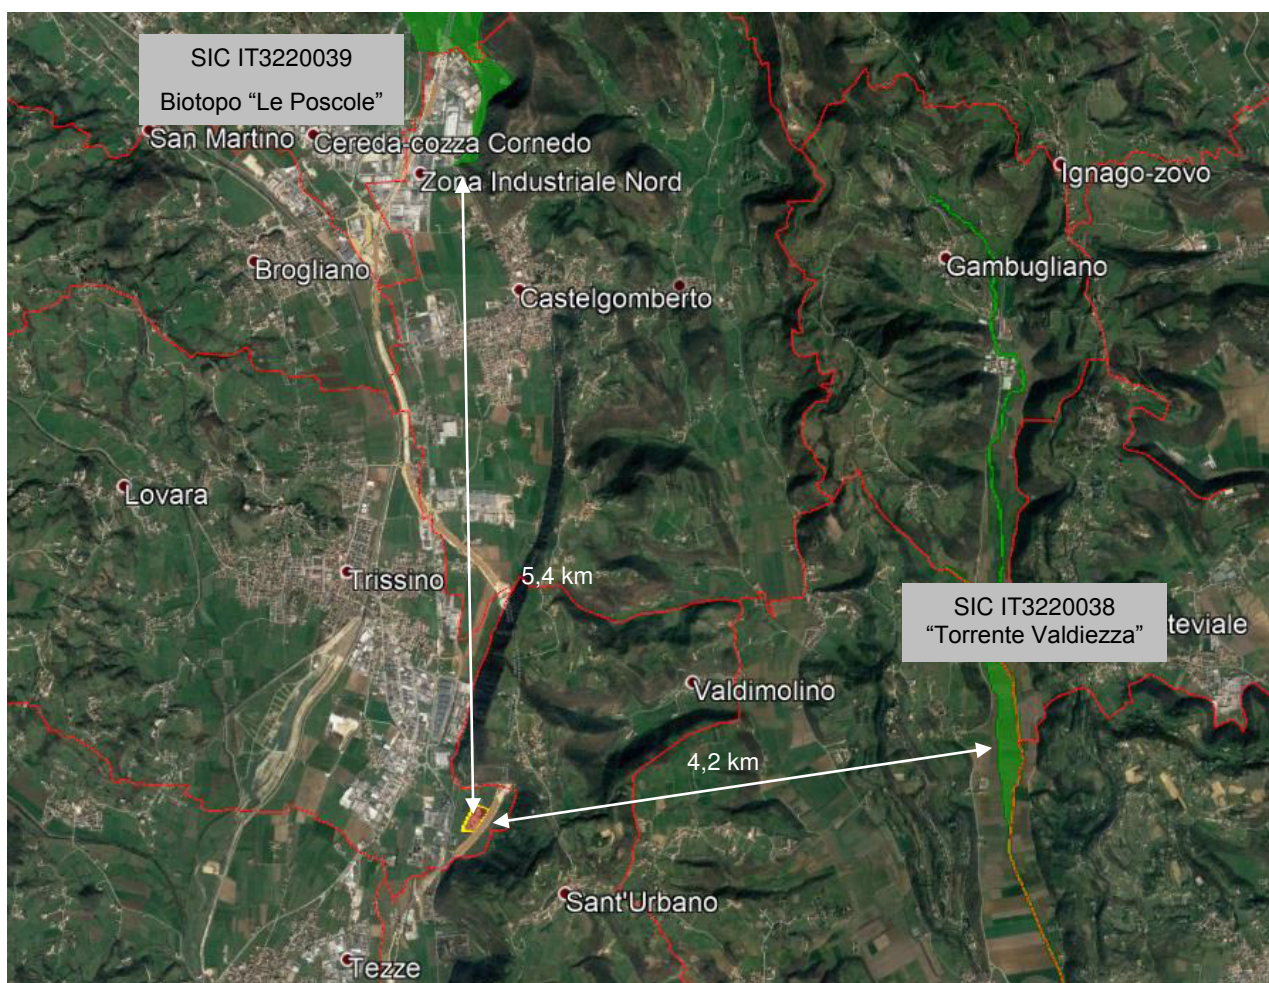 SIC IT3220039
Biotopo “Le Poscole”
San Martino
Cereda-cozza Cornedo
Zona Industriale Nord
Ignago-zovo
Brogliano
Gambugliano
Castelgomberto
Lovara
Trissino
5,4 km
SIC IT3220038
“Torrente Valdiezza”
teviale
Valdimolino
4,2 km
Sant'Urbano
Tezze